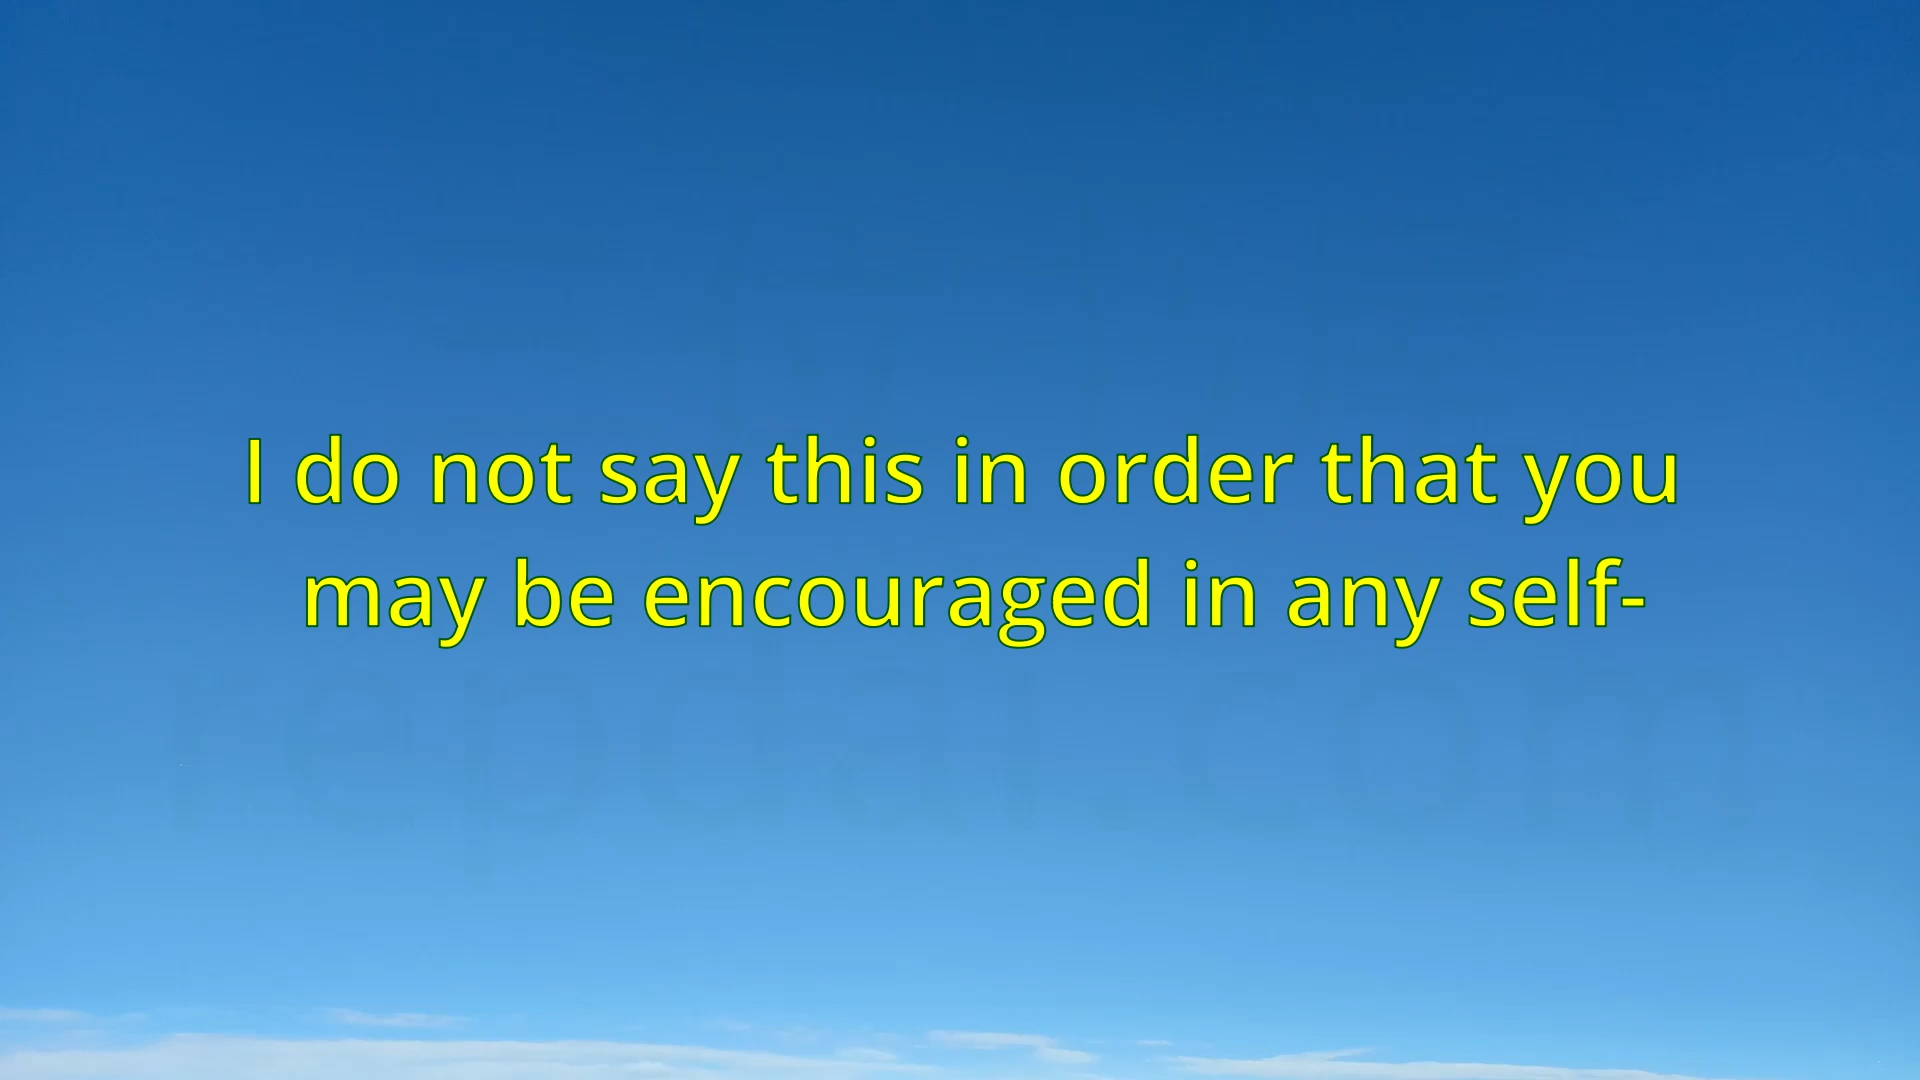 I do not say this in order that you
may be encouraged in any self-